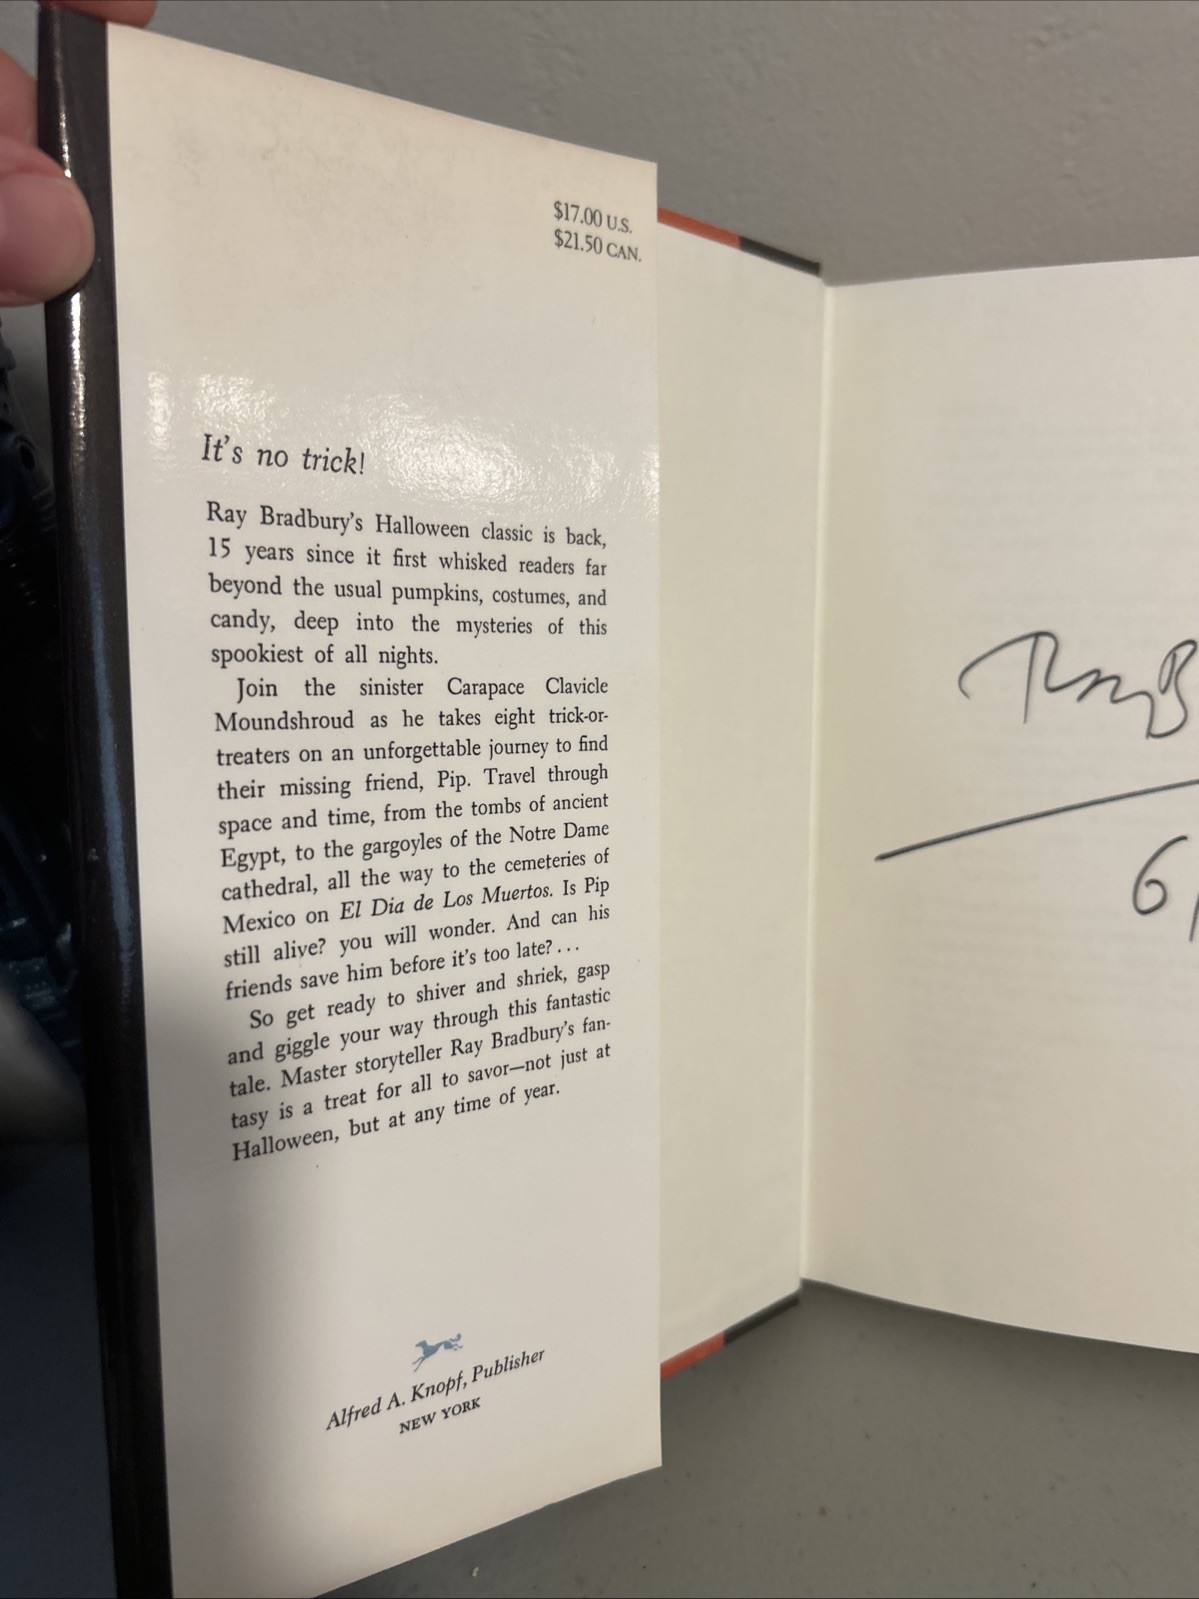 $17.00 U.S.
$21.50 CAN.
It's no trick!
Ray Bradbury's Halloween classic is back,
15 years since it first whisked readers far
beyond the usual pumpkins, costumes, and
candy, deep into the mysteries of this
spookiest of all nights.
Join the sinister Carapace Clavicle
Moundshroud as he takes eight trick-or-
treaters on an unforgettable journey to find
their missing friend, Pip. Travel through
space and time, from the tombs of ancient
Egypt, to the gargoyles of the Notre Dame
cathedral, all the way to the cemeteries of
Mexico on El Dia de Los Muertos. Is Pip
still alive? you will wonder. And can his
friends save him before it's too late? . . .
So get ready to shiver and shriek, gasp
and giggle your way through this fantastic
tale. Master storyteller Ray Bradbury's fan-
tasy is a treat for all to savor—not just at
Halloween, but at any time of year.
Alfred A. Knopf, Publisher
NEW YORK
Ray B
6